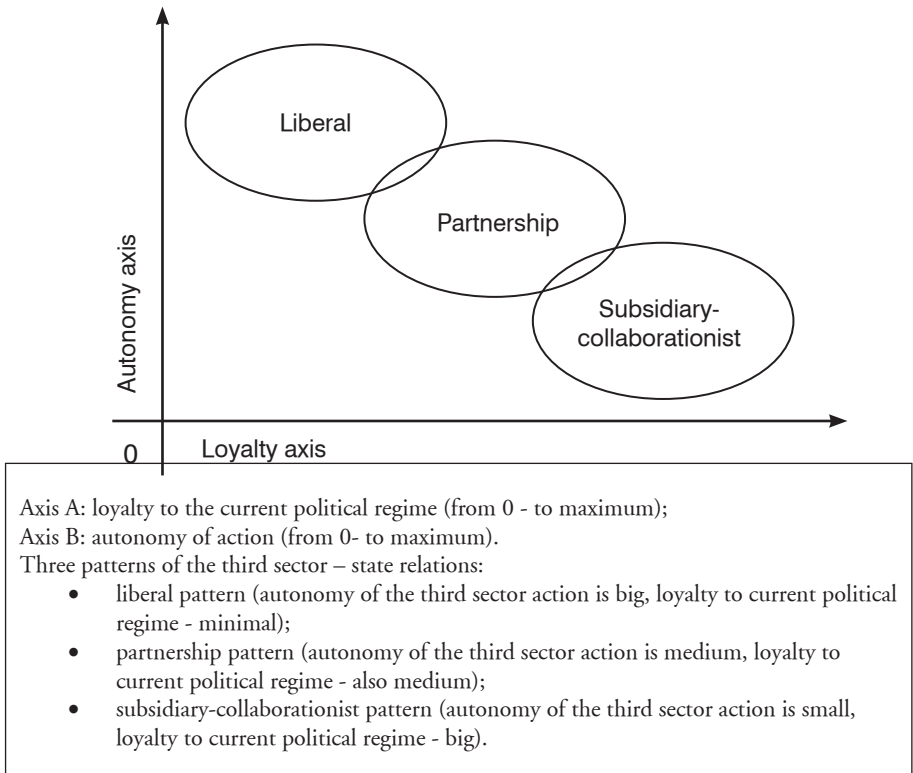 Liberal
Partnership
Subsidiary-
collaborationist
Autonomy axis
0
Loyalty axis
Axis A: loyalty to the current political regime (from 0 - to maximum);
Axis B: autonomy of action (from 0- to maximum).
Three patterns of the third sector – state relations:
• liberal pattern (autonomy of the third sector action is big, loyalty to current political
regime - minimal);
• partnership pattern (autonomy of the third sector action is medium, loyalty to
current political regime - also medium);
• subsidiary-collaborationist pattern (autonomy of the third sector action is small,
loyalty to current political regime - big).